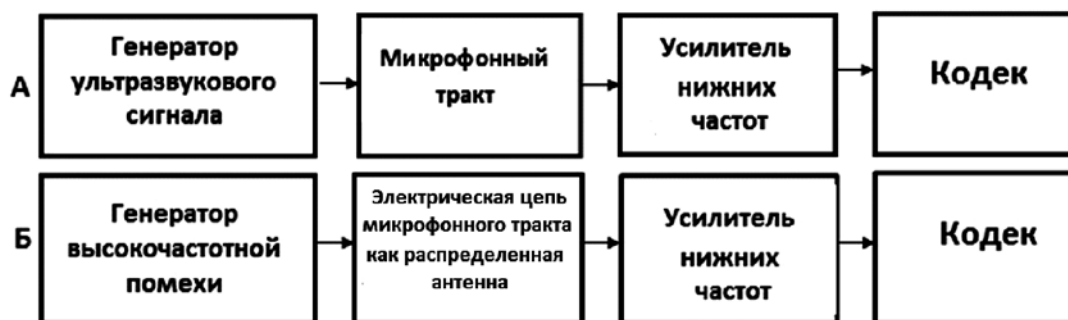 А
Генератор
ультразвукового
сигнала
Микрофонный
тракт
Усилитель
нижних
частот
Кодек
Б
Генератор
высокочастотной
помехи
Электрическая цепь
микрофонного тракта
как распределенная
антенна
Усилитель
нижних
частот
Кодек